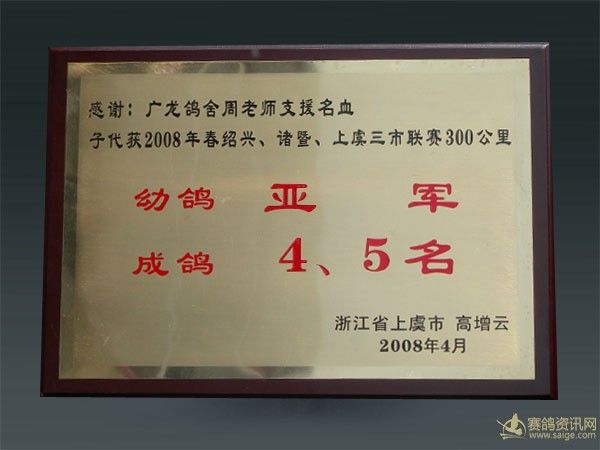 感谢：广龙鸽舍周老师支援名血
子代获2008年春绍兴、诸暨、上虞三市联赛300公里
幼鸽 亚 军
成鸽 4、5名
浙江省上虞市 高增云
2008年4月
赛鸽资讯网
www.saige.com